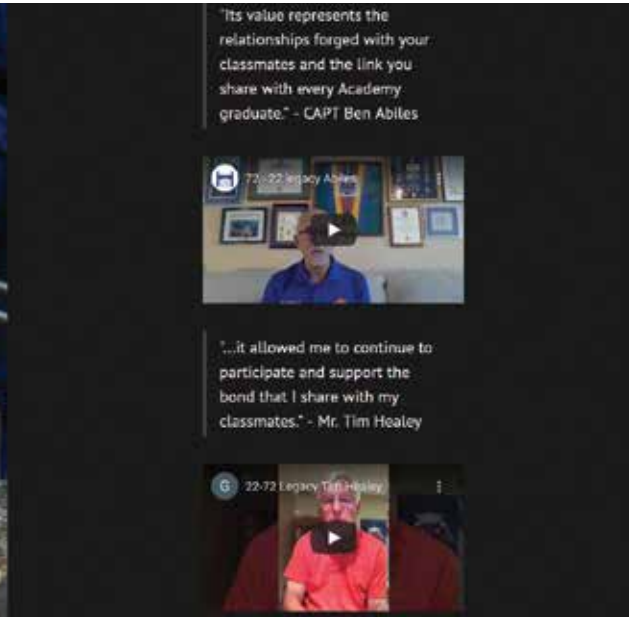 "Its value represents the
relationships forged with your
classmates and the link you
share with every Academy
graduate." - CAPT Ben Abiles
72 -22 legacy Abiles
"...it allowed me to continue to
participate and support the
bond that I share with my
classmates." - Mr. Tim Healey
G 22-72 Legacy Tim Healey